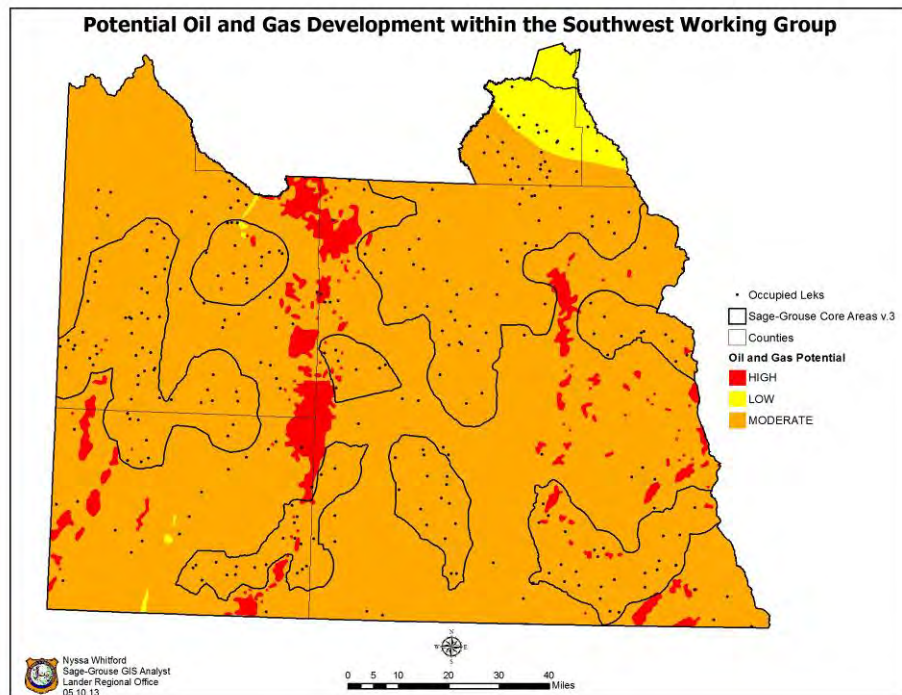 Potential Oil and Gas Development within the Southwest Working Group
Occupied Leks
Sage-Grouse Core Areas v.3
Counties
Oil and Gas Potential
HIGH
LOW
MODERATE
N
W E
S
Nyssa Whitford
Sage-Grouse GIS Analyst
Lander Regional Office
05.10.13
0 5 10 20 30 40
Miles